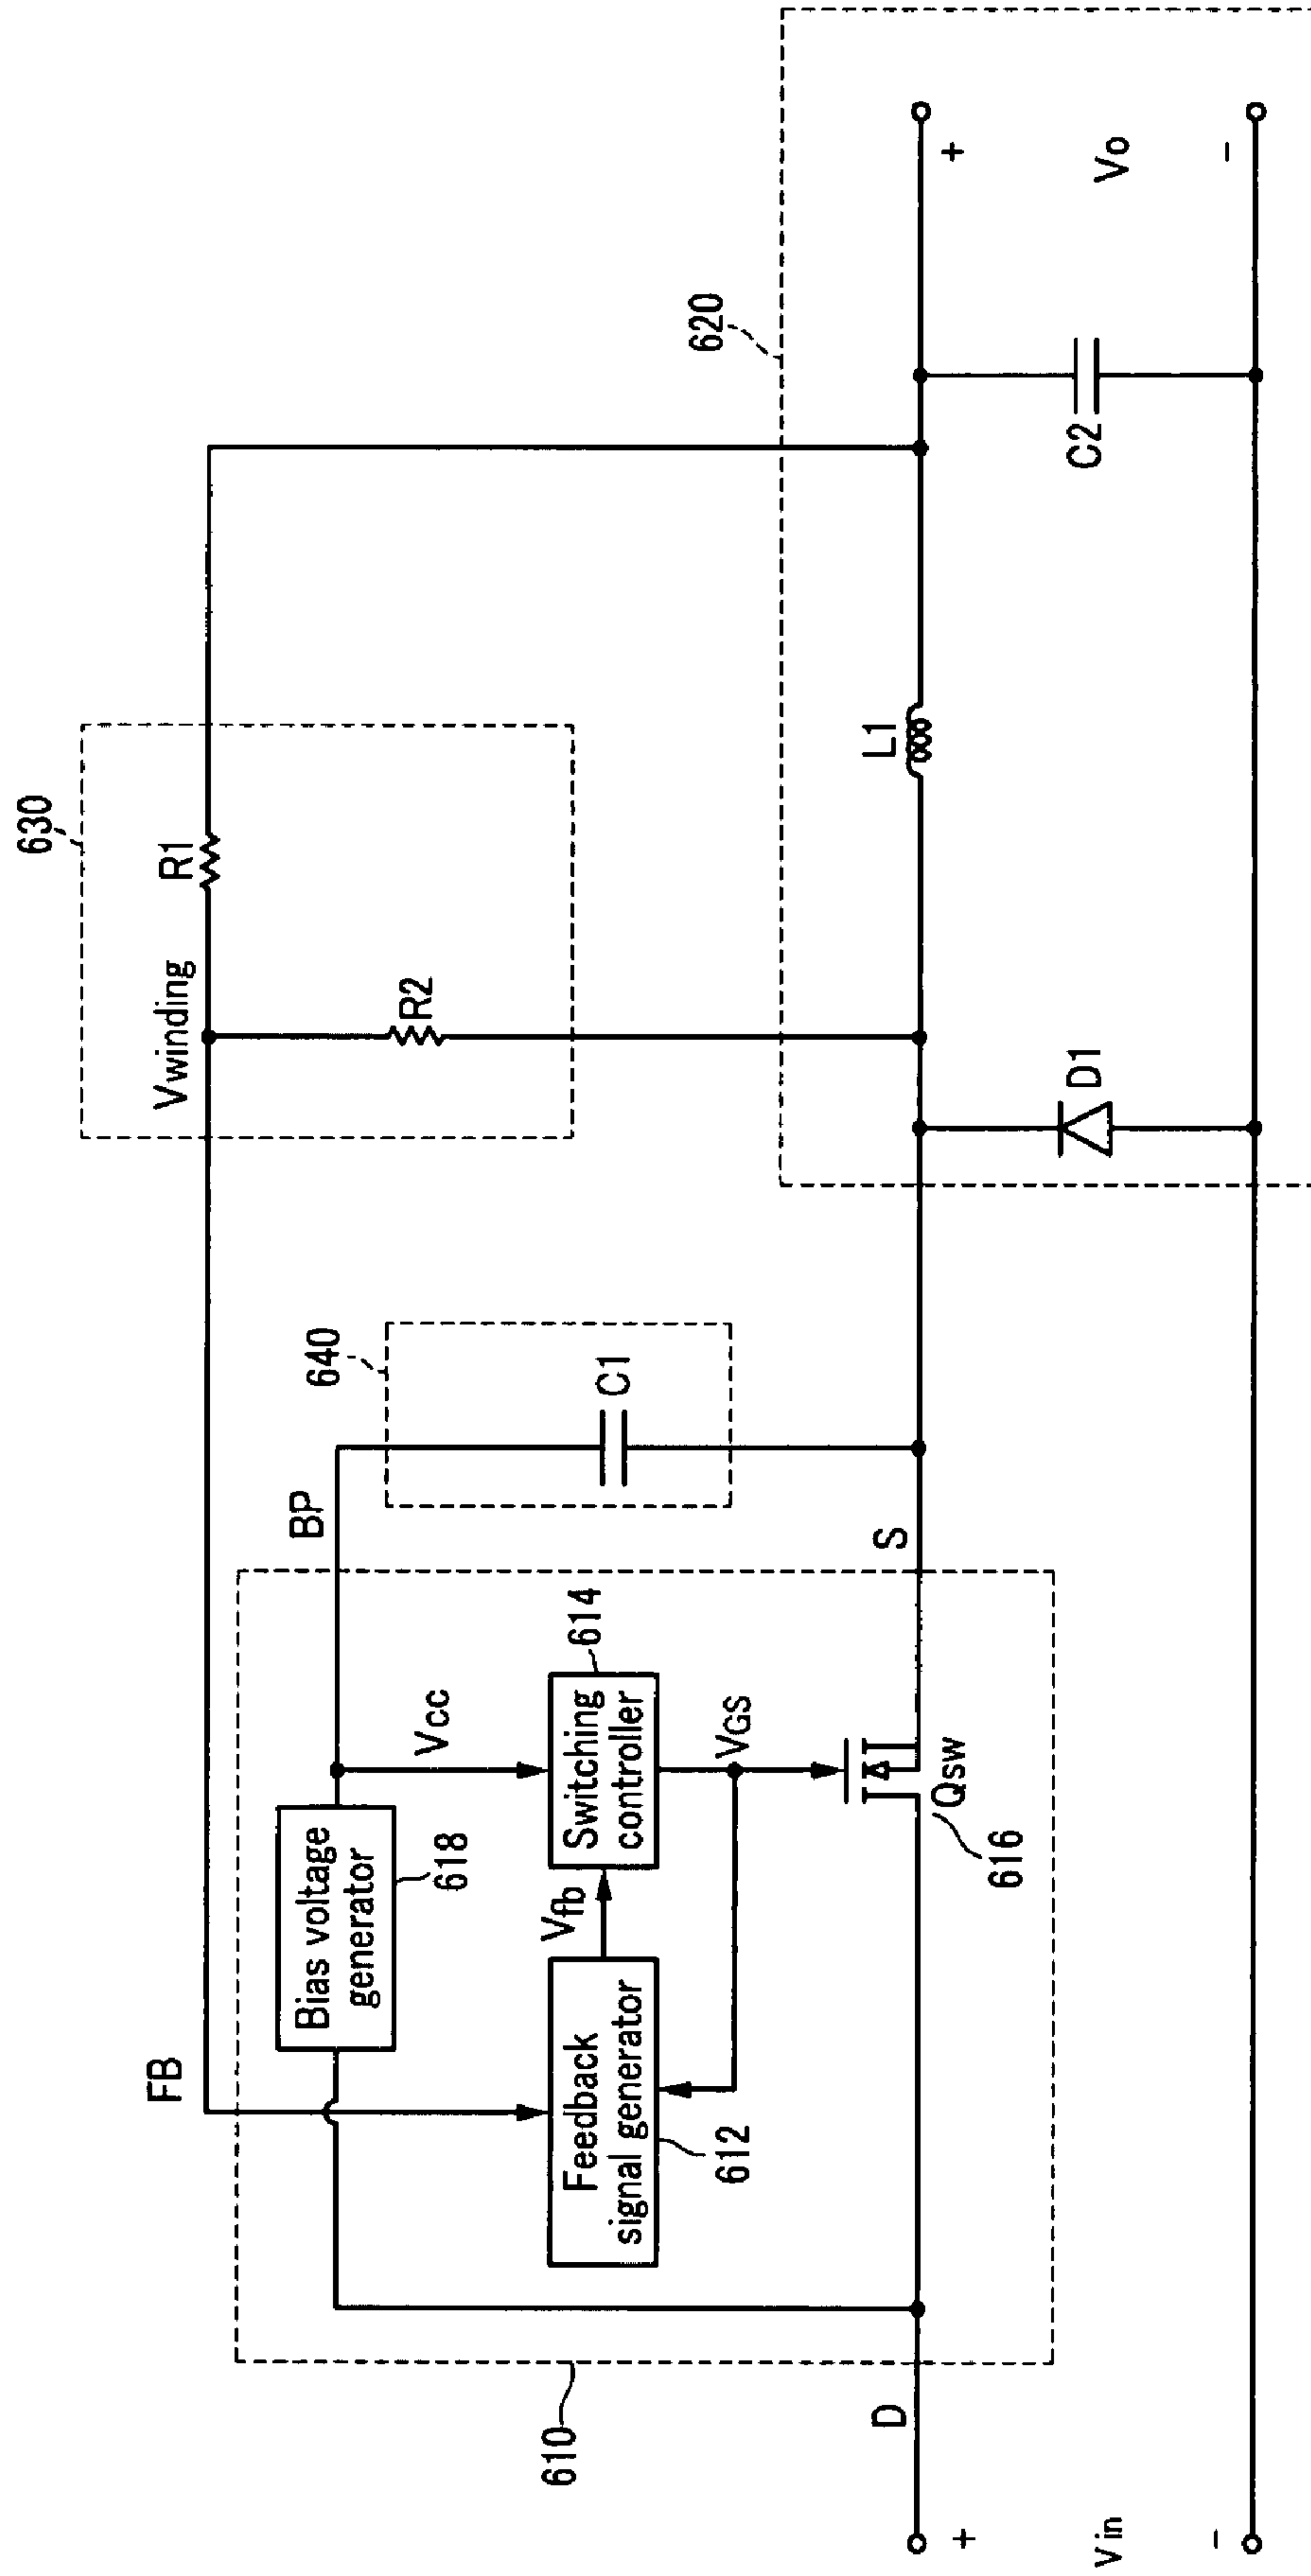 630
Vwinding
R1
R2
FB
BP
640
C1
620
610
Bias voltage
generator
618
Vcc
Feedback
signal generator
612
Vfb
Switching
controller
614
VGS
Qsw
616
D
S
L1
D1
C2
+
Vin
-
+
Vo
-